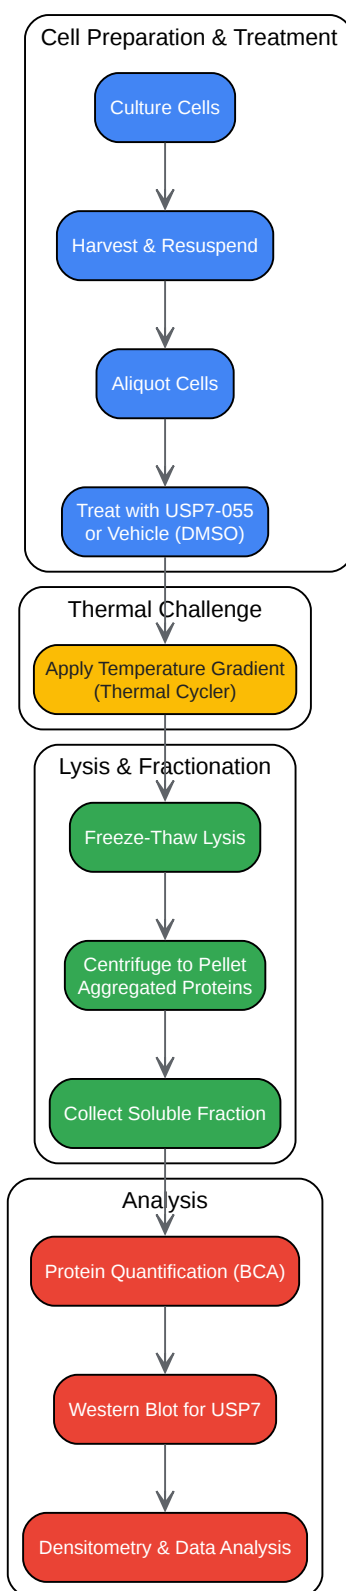 Cell Preparation & Treatment
Culture Cells
Harvest & Resuspend
Aliquot Cells
Treat with USP7-055
or Vehicle (DMSO)
Thermal Challenge
Apply Temperature Gradient
(Thermal Cycler)
Lysis & Fractionation
Freeze-Thaw Lysis
Centrifuge to Pellet
Aggregated Proteins
Collect Soluble Fraction
Analysis
Protein Quantification (BCA)
Western Blot for USP7
Densitometry & Data Analysis